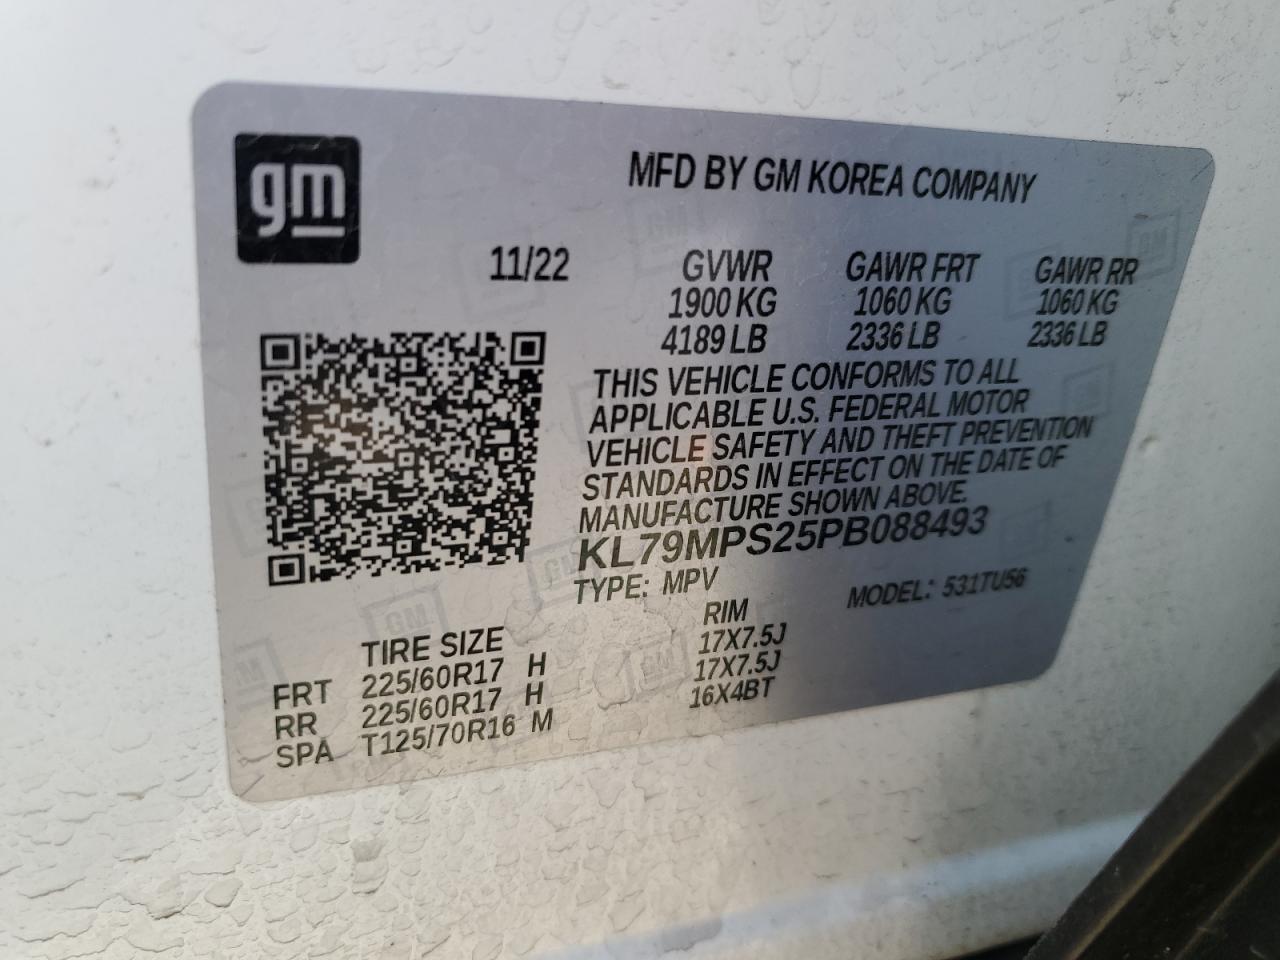 gm
MFD BY GM KOREA COMPANY
11/22 GVWR GAWR FRT GAWR RR
1900 KG 1060 KG 1060 KG
4189 LB 2336 LB 2336 LB
THIS VEHICLE CONFORMS TO ALL
APPLICABLE U.S. FEDERAL MOTOR
VEHICLE SAFETY AND THEFT PREVENTION
STANDARDS IN EFFECT ON THE DATE OF
MANUFACTURE SHOWN ABOVE.
KL79MPS25PB088493
TYPE: MPV MODEL: 531TU56
TIRE SIZE RIM
FRT 225/60R17 H 17X7.5J
RR 225/60R17 H 17X7.5J
SPA T125/70R16 M 16X4BT